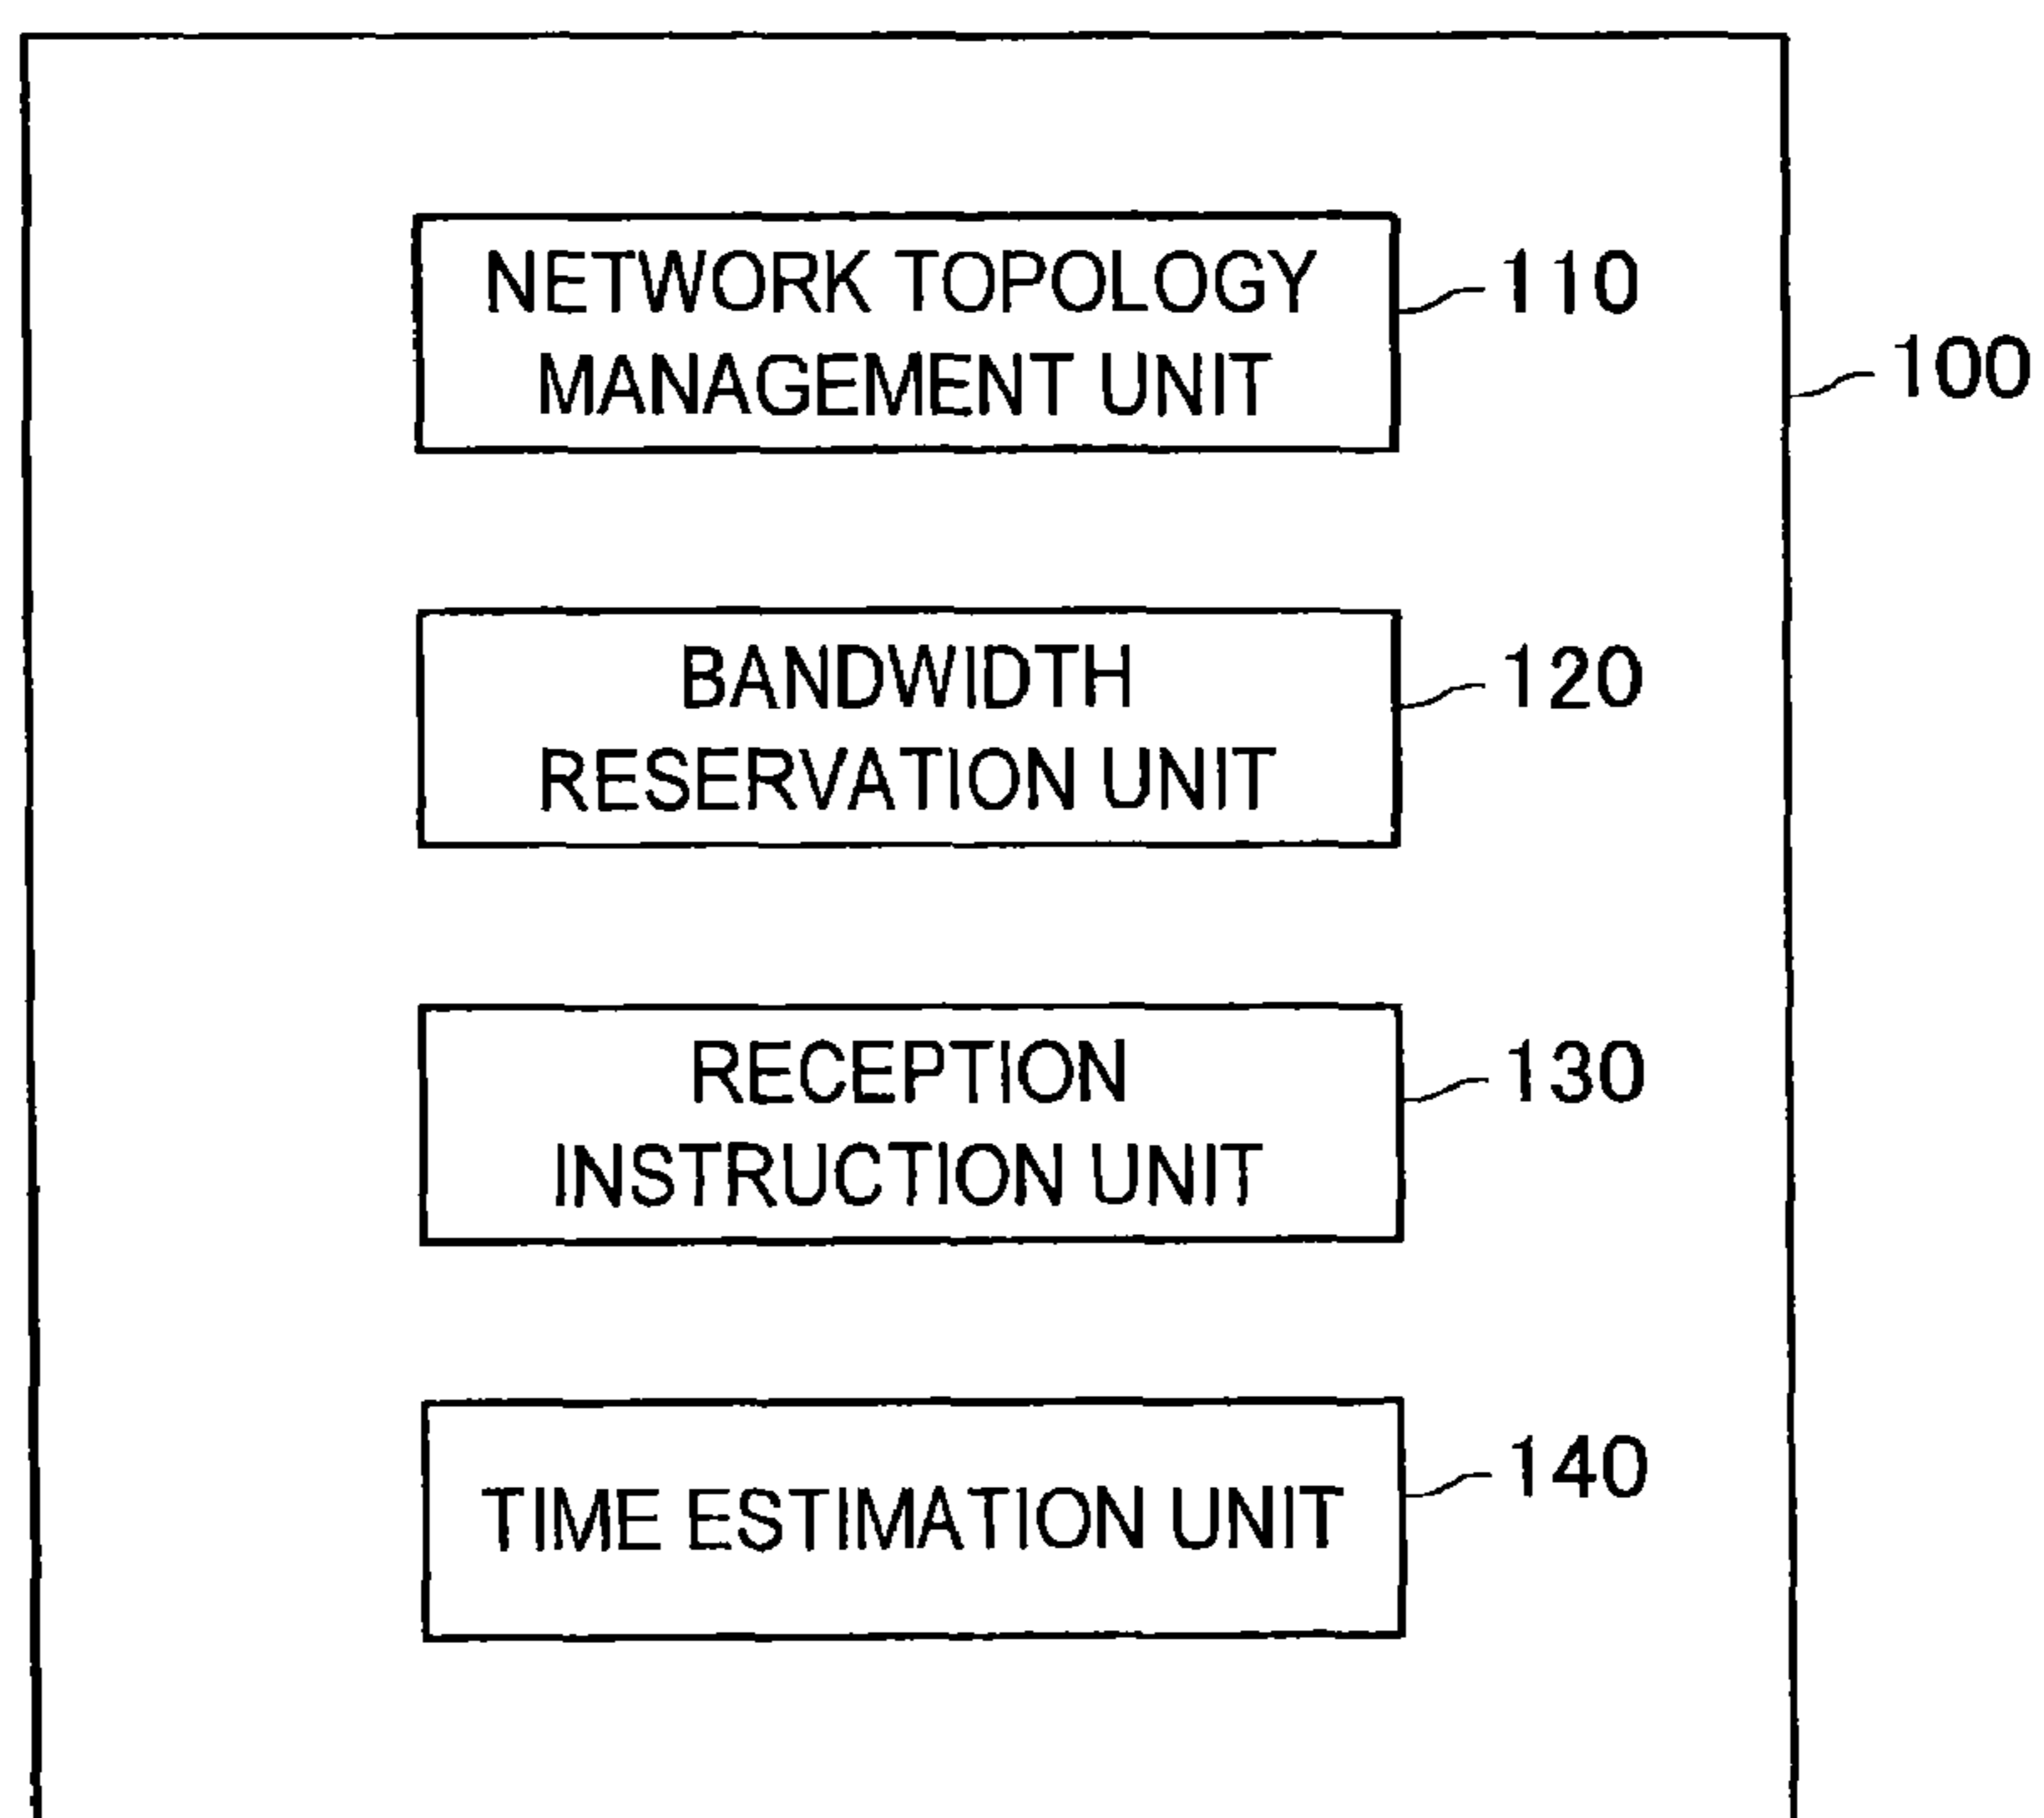 NETWORK TOPOLOGY
MANAGEMENT UNIT
110
100
BANDWIDTH
RESERVATION UNIT
120
RECEPTION
INSTRUCTION UNIT
130
TIME ESTIMATION UNIT
140